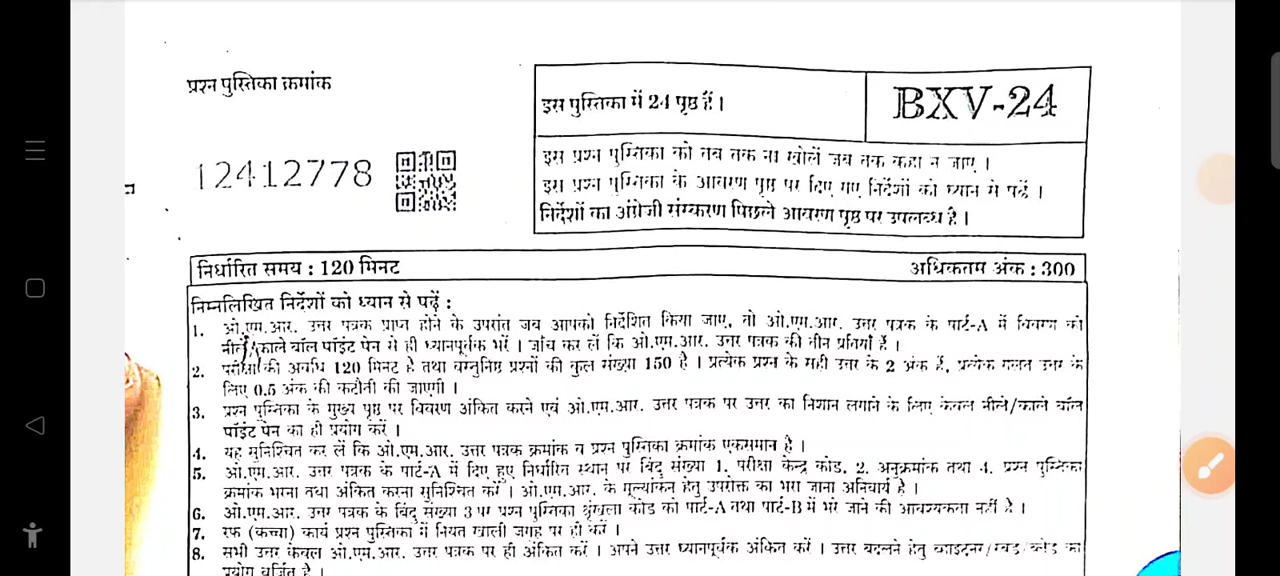 प्रश्न पुस्तिका क्रमांक
12412778
इस पुस्तिका में 24 पृष्ठ हैं ।
BXV-24
इस प्रश्न पुस्तिका को तब तक ना खोलें जब तक कहा न जाए ।
इस प्रश्न पुस्तिका के आवरण पृष्ठ पर दिए गए निर्देशों को ध्यान से पढ़ें ।
निर्देशों का अंग्रेजी संस्करण पिछले आवरण पृष्ठ पर उपलब्ध है ।
निर्धारित समय : 120 मिनट
अधिकतम अंक : 300
निम्नलिखित निर्देशों को ध्यान से पढ़ें :
1. ओ.एम.आर. उत्तर पत्रक प्राप्त होने के उपरांत जब आपको निर्देशित किया जाए, तो ओ.एम.आर. उत्तर पत्रक के पार्ट-A में विवरण को
नीले/काले बॉल पॉइंट पेन से ही ध्यानपूर्वक भरें । जाँच कर लें कि ओ.एम.आर. उत्तर पत्रक की तीन प्रतियाँ हैं ।
2. परीक्षा की अवधि 120 मिनट है तथा वस्तुनिष्ठ प्रश्नों की कुल संख्या 150 है । प्रत्येक प्रश्न के सही उत्तर के 2 अंक हैं, प्रत्येक गलत उत्तर के
लिए 0.5 अंक की कटौती की जाएगी ।
3. प्रश्न पुस्तिका के मुख्य पृष्ठ पर विवरण अंकित करने एवं ओ.एम.आर. उत्तर पत्रक पर उत्तर का निशान लगाने के लिए केवल नीले/काले बॉल
पॉइंट पेन का ही प्रयोग करें ।
4. यह सुनिश्चित कर लें कि ओ.एम.आर. उत्तर पत्रक क्रमांक व प्रश्न पुस्तिका क्रमांक एकसमान है ।
5. ओ.एम.आर. उत्तर पत्रक के पार्ट-A में दिए हुए निर्धारित स्थान पर बिंदु संख्या 1. परीक्षा केन्द्र कोड, 2. अनुक्रमांक तथा 4. प्रश्न पुस्तिका
क्रमांक भरना तथा अंकित करना सुनिश्चित करें । ओ.एम.आर. के मूल्यांकन हेतु उपरोक्त का भरा जाना अनिवार्य है ।
6. ओ.एम.आर. उत्तर पत्रक के बिंदु संख्या 3 पर प्रश्न पुस्तिका श्रृंखला कोड को पार्ट-A तथा पार्ट-B में भरे जाने की आवश्यकता नहीं है ।
7. रफ (कच्चा) कार्य प्रश्न पुस्तिका में नियत खाली जगह पर ही करें ।
8. सभी उत्तर केवल ओ.एम.आर. उत्तर पत्रक पर ही अंकित करें । अपने उत्तर ध्यानपूर्वक अंकित करें । उत्तर बदलने हेतु व्हाइटनर/ का
प्रयोग वर्जित है ।